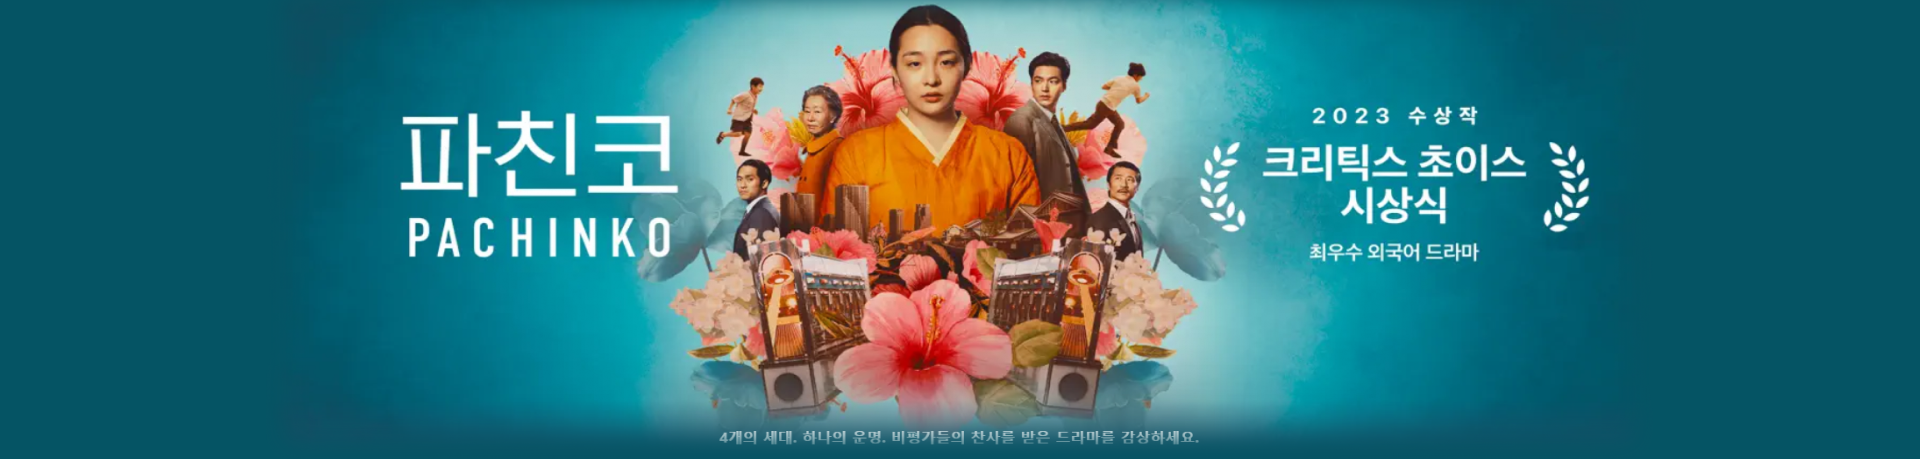 파친코
PACHINKO
2023 수상작
크리틱스 초이스
시상식
최우수 외국어 드라마
4개의 세대. 하나의 운명. 비평가들의 찬사를 받은 드라마를 감상하세요.